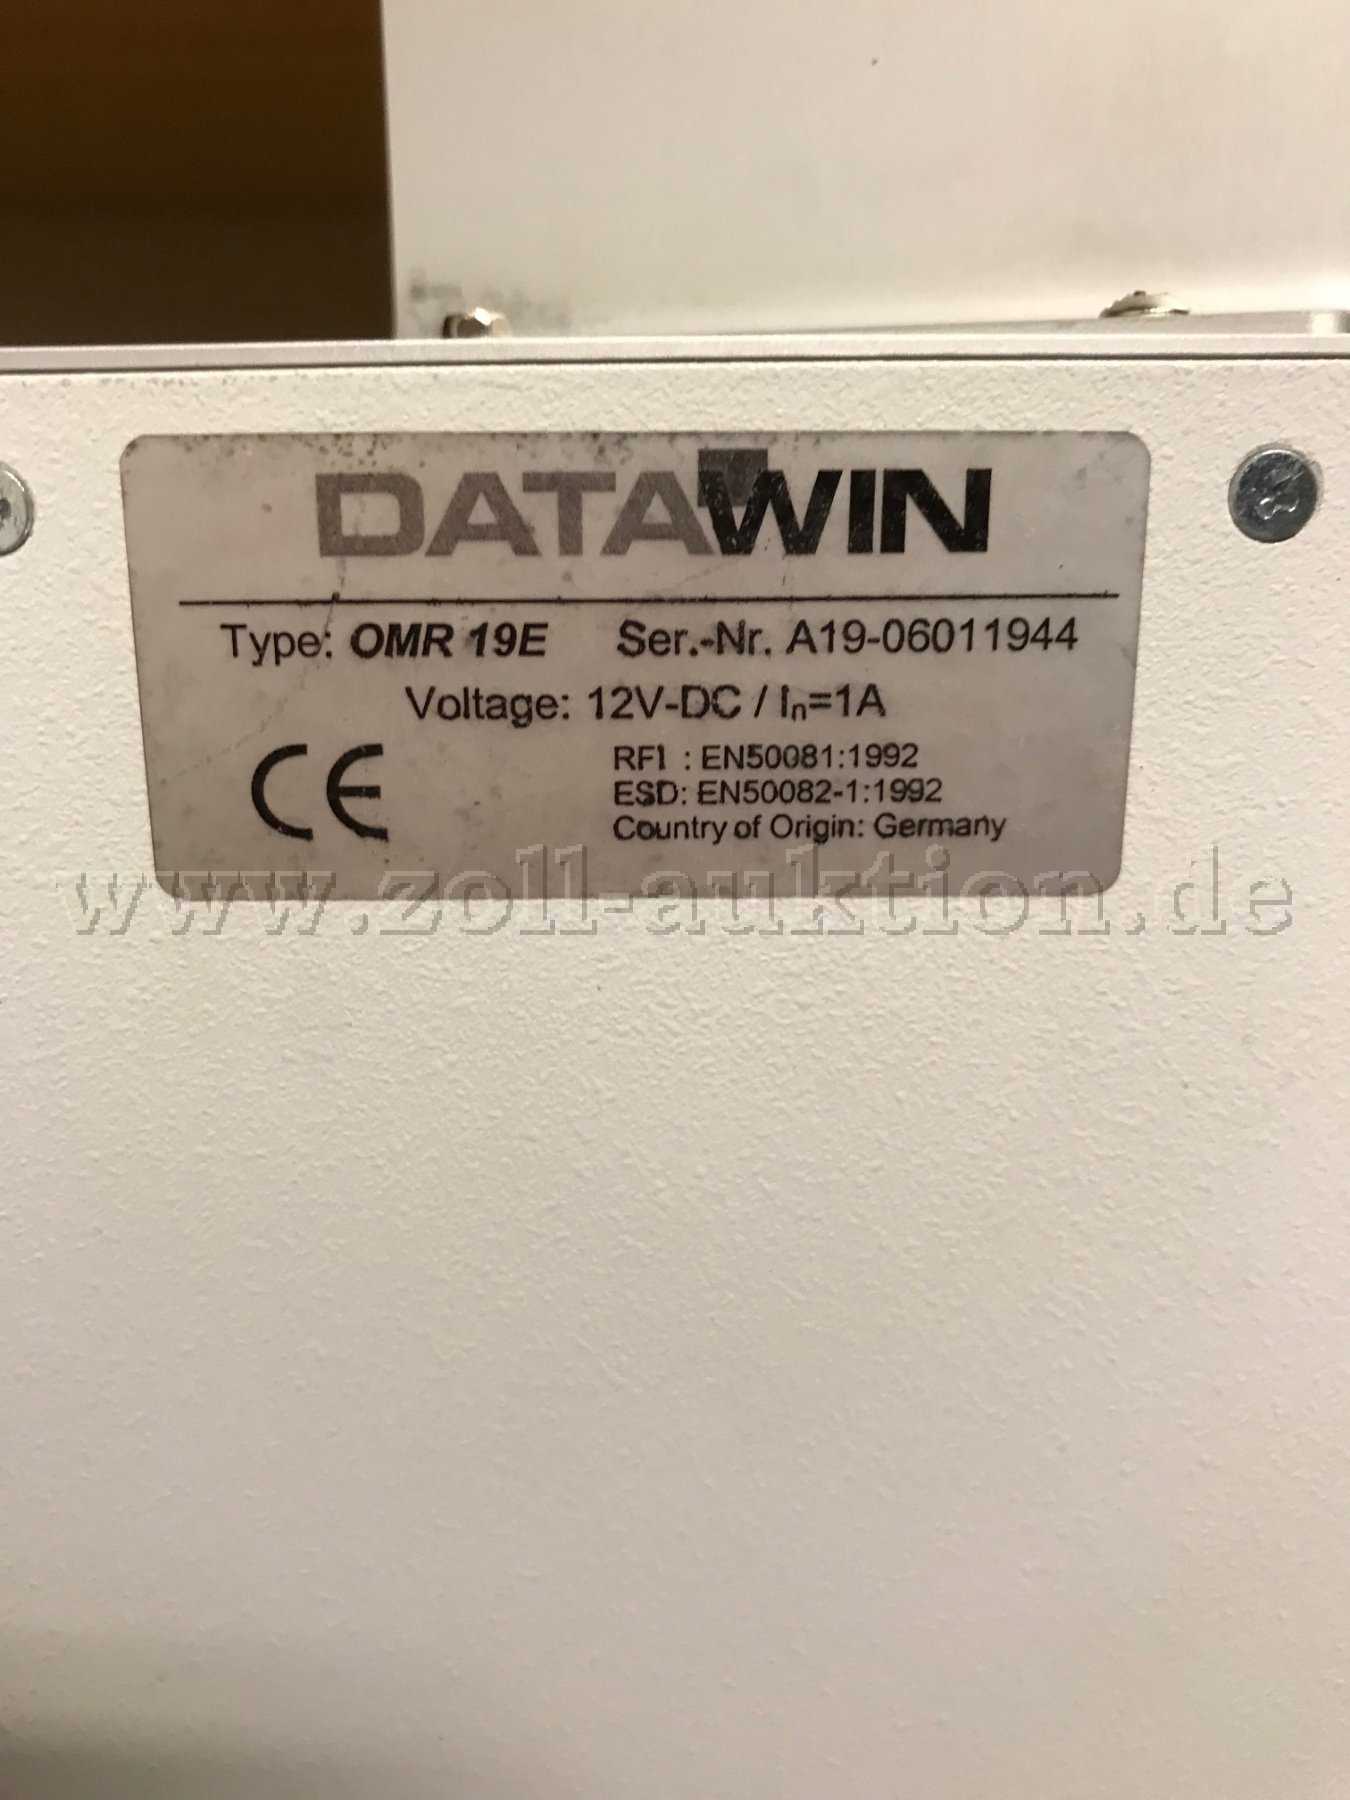 DATAWIN
Type: OMR 19E Ser.-Nr. A19-06011944
Voltage: 12V-DC / In=1A
CE
RFI : EN50081:1992
ESD: EN50082-1:1992
Country of Origin: Germany
www.zoll-auktion.de